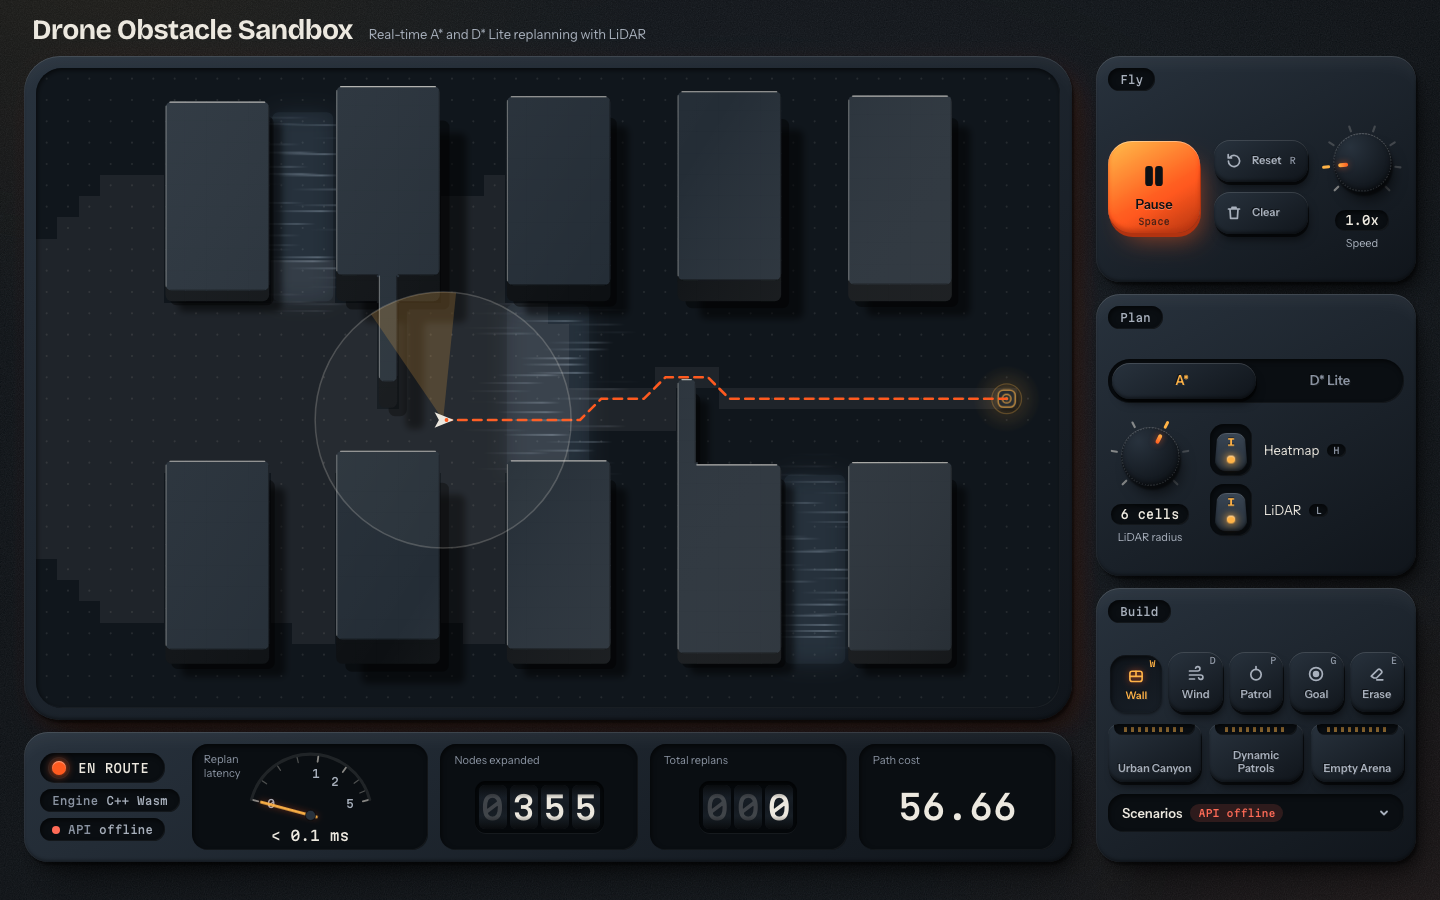 Drone Obstacle Sandbox
Real-time A* and D* Lite replanning with LiDAR
Fly
Pause
Space
Reset R
Clear
1.0x
Speed
Plan
A*
D* Lite
6 cells
LiDAR radius
I
Heatmap H
I
LiDAR L
Build
W
Wall
D
Wind
P
Patrol
G
Goal
E
Erase
Urban Canyon
Dynamic
Patrols
Empty Arena
Scenarios API offline
EN ROUTE
Engine C++ Wasm
API offline
Replan
latency
0
1
2
5
< 0.1 ms
Nodes expanded
0355
Total replans
000
Path cost
56.66